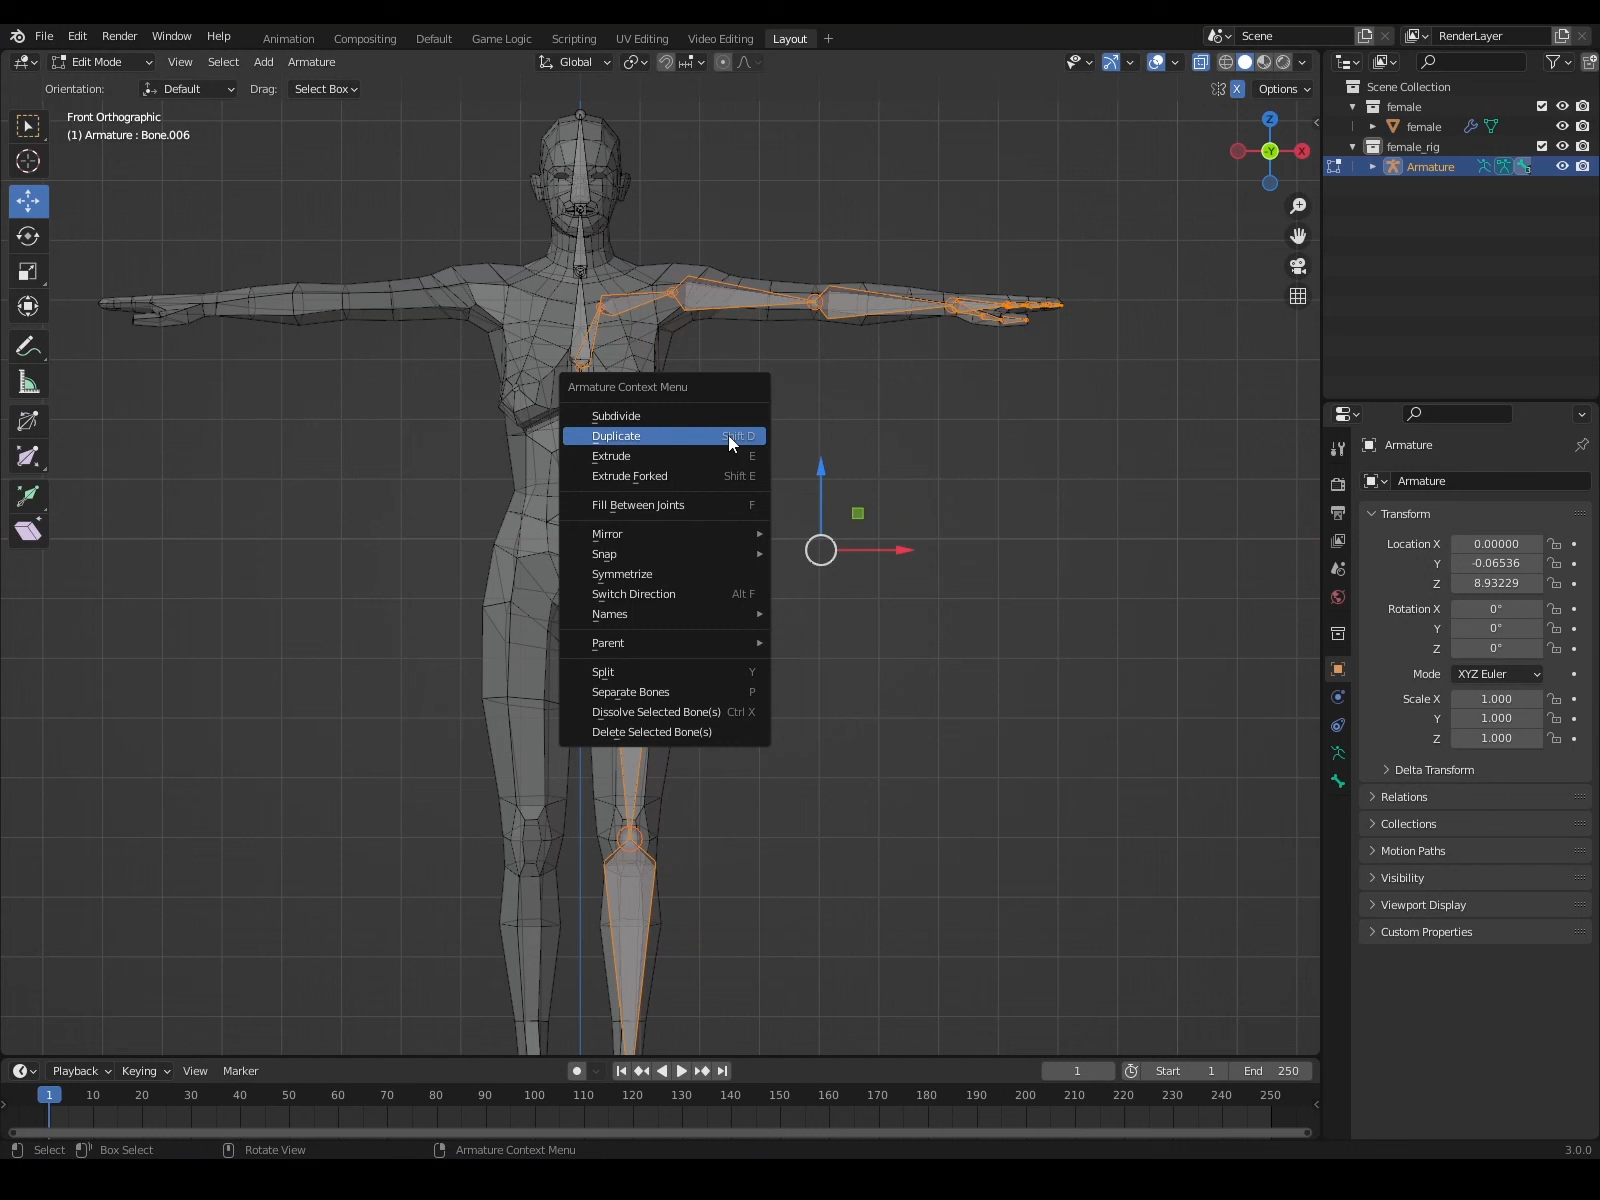 File Edit Render Window Help Animation Compositing Default Game Logic Scripting UV Editing Video Editing Layout + Scene RenderLayer
Edit Mode View Select Add Armature Global
Orientation: Default Drag: Select Box X Options
Front Orthographic
(1) Armature : Bone.006
Z
-Y
X
Scene Collection
female
female
female_rig
Armature
3
Armature Context Menu
Subdivide
Duplicate Shift D
Extrude E
Extrude Forked Shift E
Fill Between Joints F
Mirror
Snap
Symmetrize
Switch Direction Alt F
Names
Parent
Split Y
Separate Bones P
Dissolve Selected Bone(s) Ctrl X
Delete Selected Bone(s)
Armature
Armature
Transform
Location X 0.00000
Y -0.06536
Z 8.93229
Rotation X 0°
Y 0°
Z 0°
Mode XYZ Euler
Scale X 1.000
Y 1.000
Z 1.000
Delta Transform
Relations
Collections
Motion Paths
Visibility
Viewport Display
Custom Properties
Playback Keying View Marker 1 Start 1 End 250
1 10 20 30 40 50 60 70 80 90 100 110 120 130 140 150 160 170 180 190 200 210 220 230 240 250
Select Box Select Rotate View Armature Context Menu 3.0.0